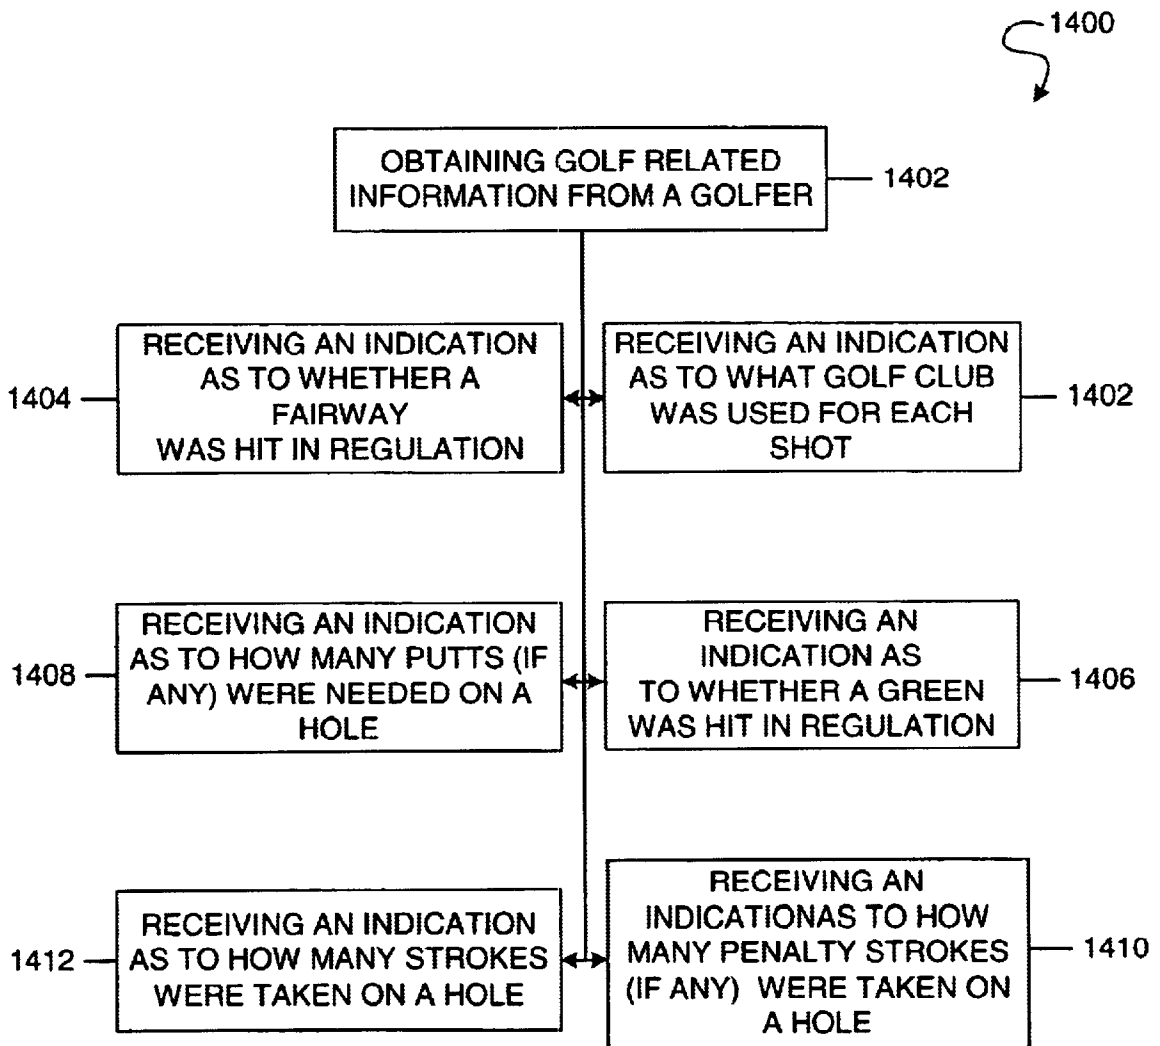 1400
OBTAINING GOLF RELATED
INFORMATION FROM A GOLFER
1402
RECEIVING AN INDICATION
AS TO WHETHER A
FAIRWAY
WAS HIT IN REGULATION
1404
RECEIVING AN INDICATION
AS TO WHAT GOLF CLUB
WAS USED FOR EACH
SHOT
1402
RECEIVING AN INDICATION
AS TO HOW MANY PUTTS (IF
ANY) WERE NEEDED ON A
HOLE
1408
RECEIVING AN
INDICATION AS
TO WHETHER A GREEN
WAS HIT IN REGULATION
1406
RECEIVING AN INDICATION
AS TO HOW MANY STROKES
WERE TAKEN ON A HOLE
1412
RECEIVING AN
INDICATIONAS TO HOW
MANY PENALTY STROKES
(IF ANY) WERE TAKEN ON
A HOLE
1410